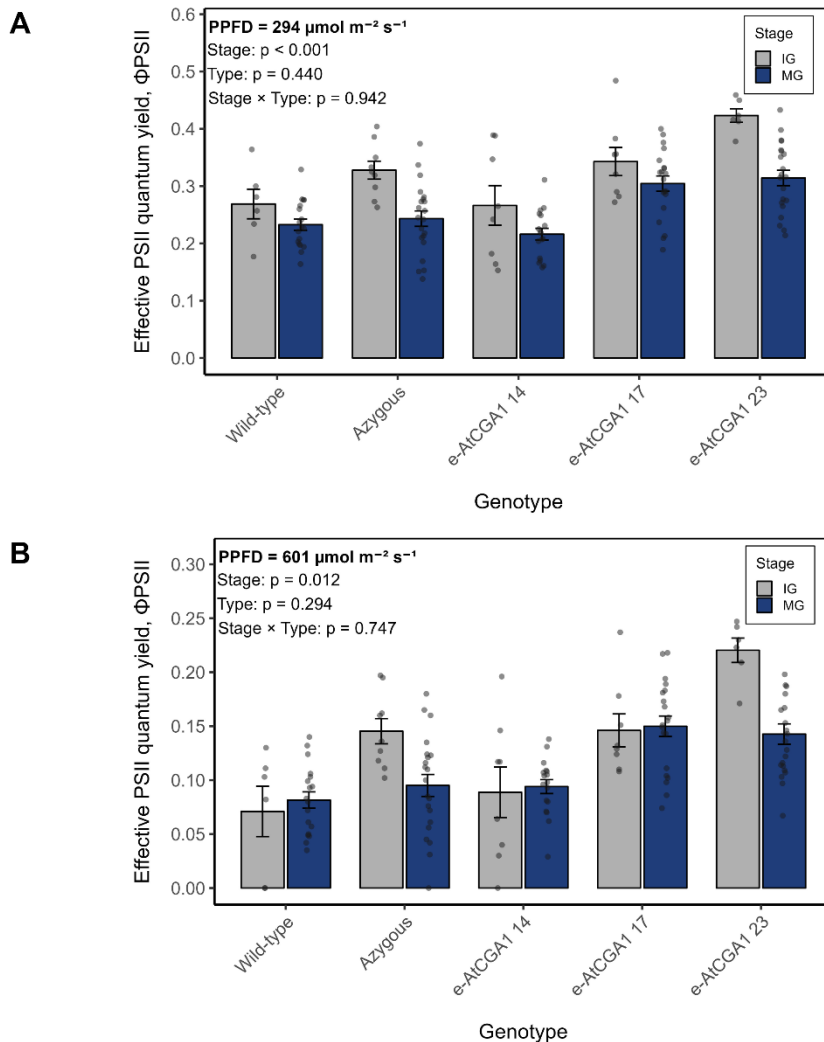 A
PPFD = 294 µmol m⁻² s⁻¹
Stage: p < 0.001
Type: p = 0.440
Stage × Type: p = 0.942
Stage
IG
MG
Effective PSII quantum yield, ΦPSII
0.6
0.5
0.4
0.3
0.2
0.1
0.0
Wild-type
Azygous
e-AtCGA1 14
e-AtCGA1 17
e-AtCGA1 23
Genotype
B
PPFD = 601 µmol m⁻² s⁻¹
Stage: p = 0.012
Type: p = 0.294
Stage × Type: p = 0.747
Stage
IG
MG
Effective PSII quantum yield, ΦPSII
0.30
0.25
0.20
0.15
0.10
0.05
0.00
Wild-type
Azygous
e-AtCGA1 14
e-AtCGA1 17
e-AtCGA1 23
Genotype